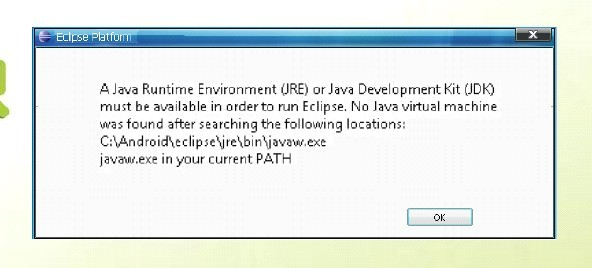 Eclipse Platform
A Java Runtime Environment (JRE) or Java Development Kit (JDK)
must be available in order to run Eclipse. No Java virtual machine
was found after searching the following locations:
C:\Android\eclipse\jre\bin\javaw.exe
javaw.exe in your current PATH
OK